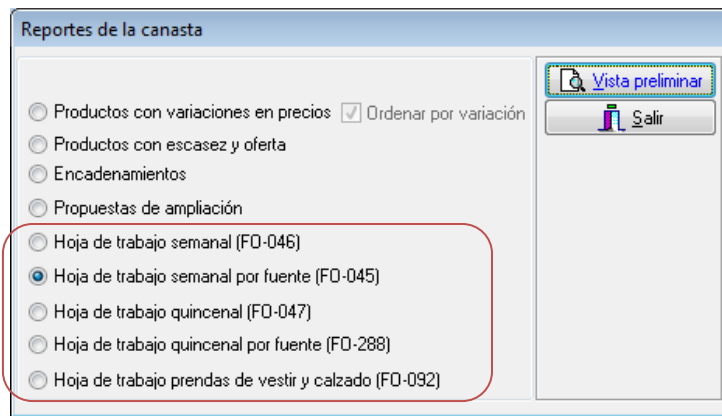 Reportes de la canasta
Productos con variaciones en precios Ordenar por variación
Productos con escasez y oferta
Encadenamientos
Propuestas de ampliación
Hoja de trabajo semanal (FO-046)
Hoja de trabajo semanal por fuente (FO-045)
Hoja de trabajo quincenal (FO-047)
Hoja de trabajo quincenal por fuente (FO-288)
Hoja de trabajo prendas de vestir y calzado (FO-092)
Vista preliminar
Salir